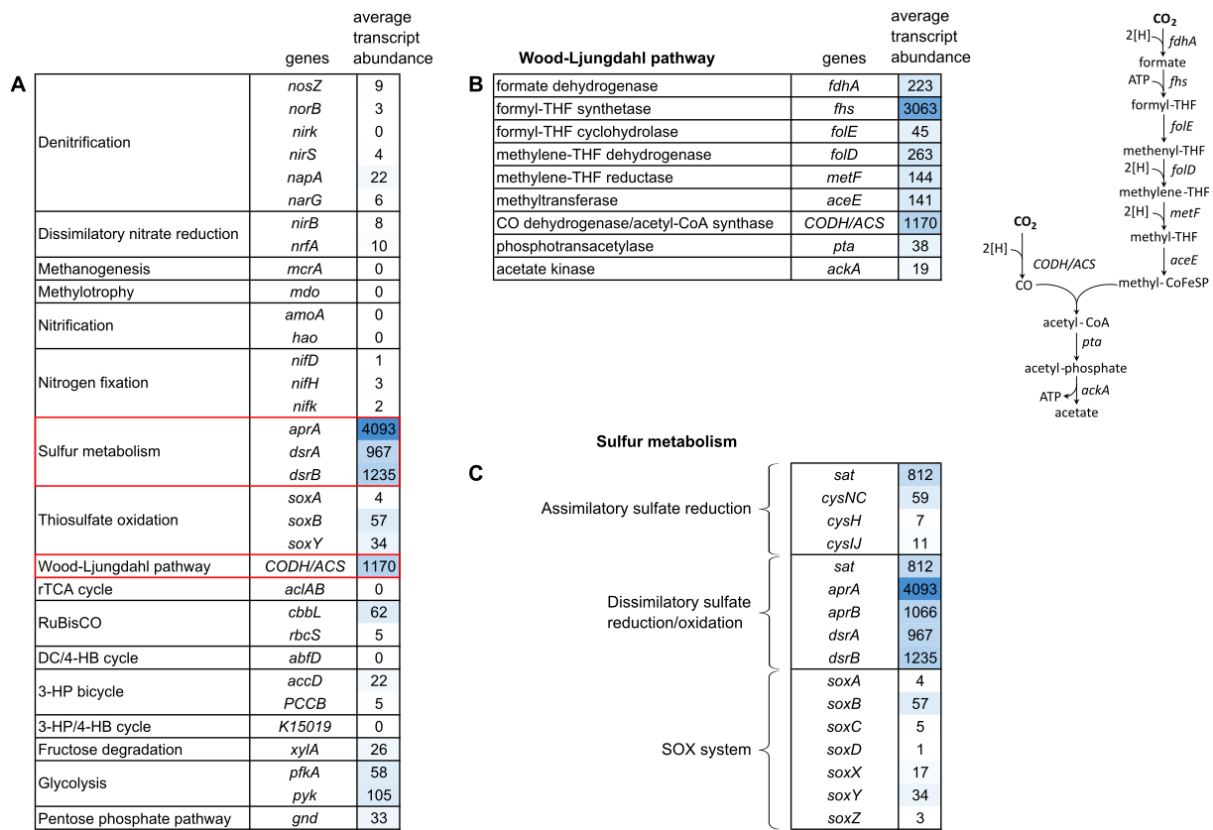 average
transcript
genes abundance
A
Denitrification
nosZ 9
norB 3
nirk 0
nirS 4
napA 22
narG 6
Dissimilatory nitrate reduction
nirB 8
nrfA 10
Methanogenesis mcrA 0
Methylotrophy mdo 0
Nitrification
amoA 0
hao 0
Nitrogen fixation
nifD 1
nifH 3
nifk 2
Sulfur metabolism
aprA 4093
dsrA 967
dsrB 1235
Thiosulfate oxidation
soxA 4
soxB 57
soxY 34
Wood-Ljungdahl pathway CODH/ACS 1170
rTCA cycle aclAB 0
RuBisCO
cbbL 62
rbcS 5
DC/4-HB cycle abfD 0
3-HP bicycle
accD 22
PCCB 5
3-HP/4-HB cycle K15019 0
Fructose degradation xylA 26
Glycolysis
pfkA 58
pyk 105
Pentose phosphate pathway gnd 33
average
transcript
Wood-Ljungdahl pathway genes abundance
B
formate dehydrogenase fdhA 223
formyl-THF synthetase fhs 3063
formyl-THF cyclohydrolase folE 45
methylene-THF dehydrogenase folD 263
methylene-THF reductase metF 144
methyltransferase aceE 141
CO dehydrogenase/acetyl-CoA synthase CODH/ACS 1170
phosphotransacetylase pta 38
acetate kinase ackA 19
CO2
2[H] fdhA
formate
ATP fhs
formyl-THF
folE
methenyl-THF
2[H] folD
methylene-THF
2[H] metF
methyl-THF
aceE
methyl-CoFeSP
CO2
2[H]
CODH/ACS
CO
acetyl-CoA
pta
acetyl-phosphate
ATP ackA
acetate
Sulfur metabolism
C
Assimilatory sulfate reduction
sat 812
cysNC 59
cysH 7
cysIJ 11
Dissimilatory sulfate
reduction/oxidation
sat 812
aprA 4093
aprB 1066
dsrA 967
dsrB 1235
SOX system
soxA 4
soxB 57
soxC 5
soxD 1
soxX 17
soxY 34
soxZ 3